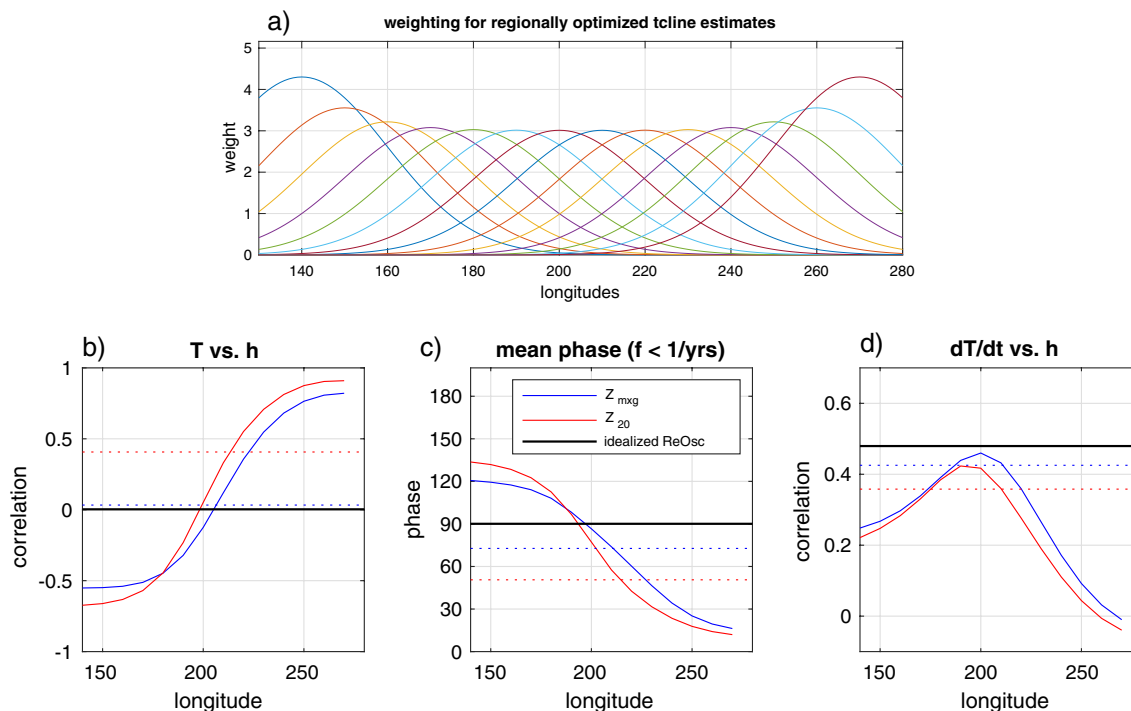 a)
weighting for regionally optimized tcline estimates
5
4
3
2
1
0
weight
140 160 180 200 220 240 260 280
longitudes
b)
T vs. h
1
0.5
0
-0.5
-1
correlation
150 200 250
longitude
c)
mean phase (f < 1/yrs)
180
150
120
90
60
30
0
phase
Z mxg
Z 20
idealized ReOsc
150 200 250
longitude
d)
dT/dt vs. h
0.6
0.4
0.2
0
correlation
150 200 250
longitude